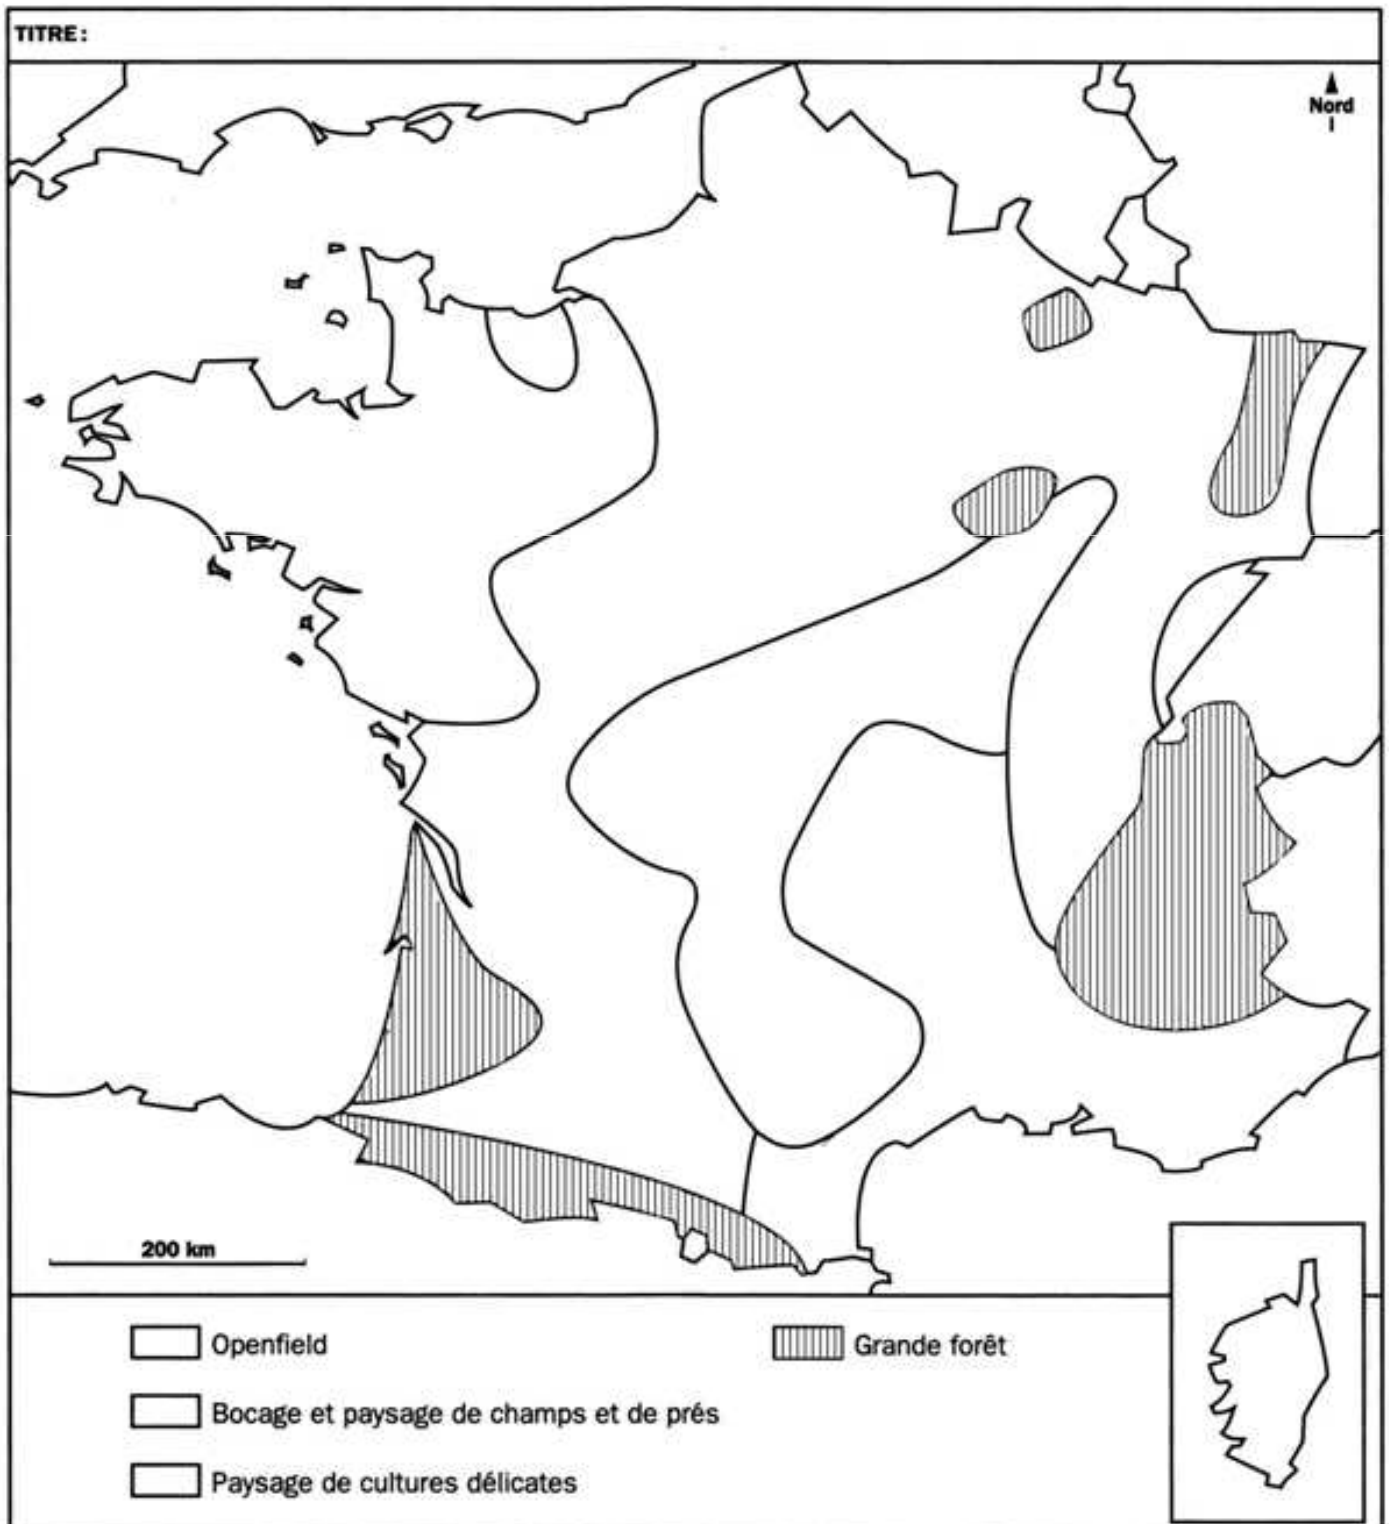 TITRE:
Nord
200 km
Openfield
Grande forêt
Bocage et paysage de champs et de prés
Paysage de cultures délicates